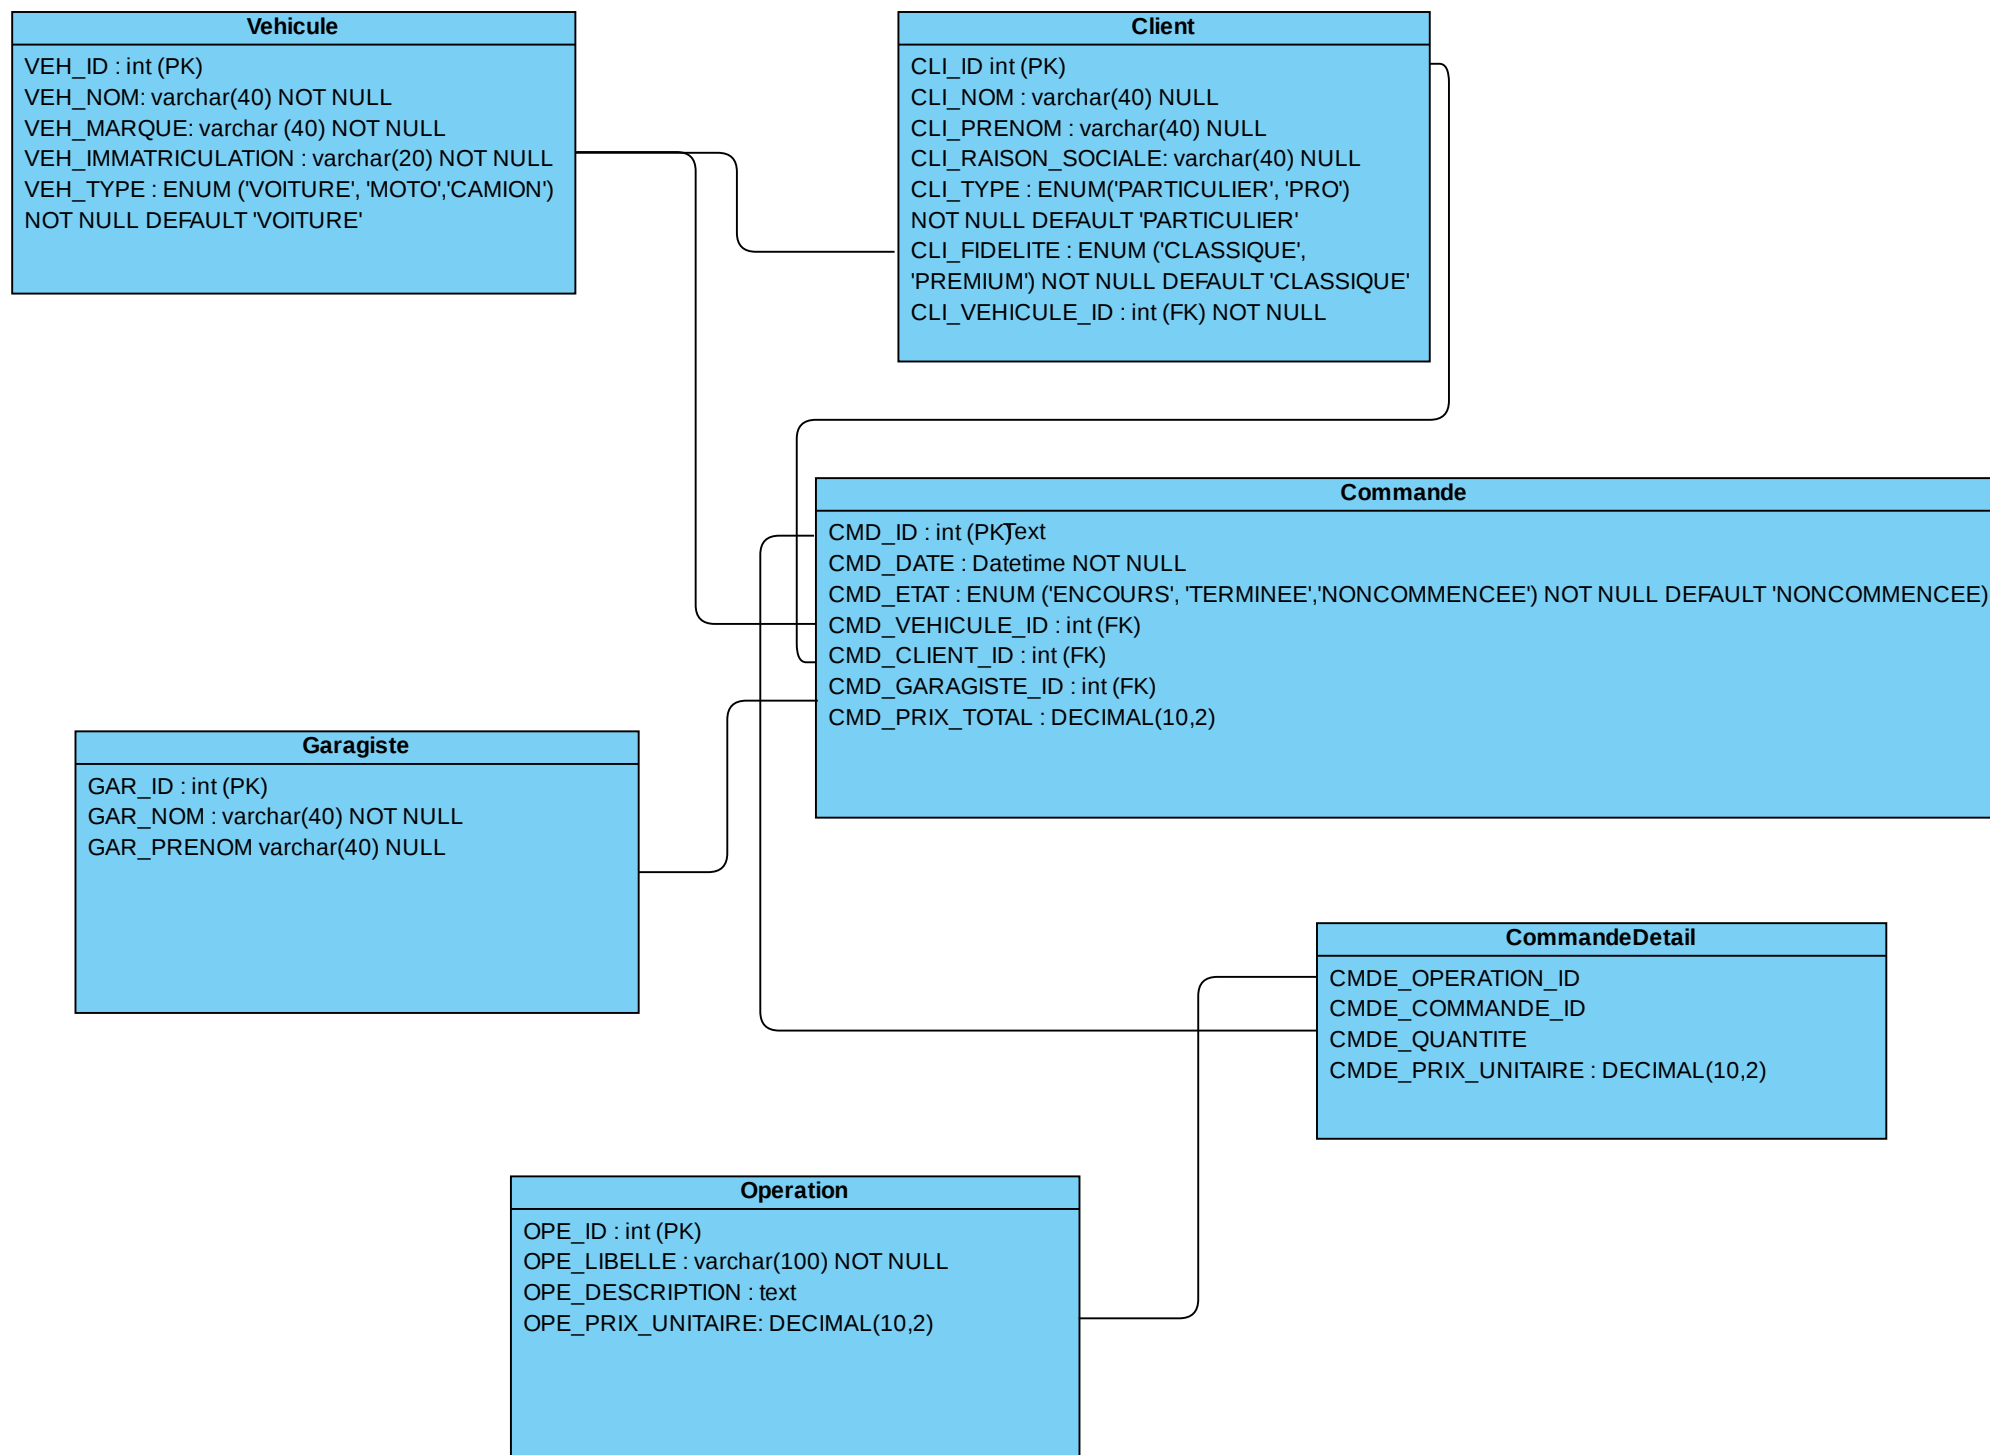 Vehicule
VEH_ID : int (PK)
VEH_NOM: varchar(40) NOT NULL
VEH_MARQUE: varchar (40) NOT NULL
VEH_IMMATRICULATION : varchar(20) NOT NULL
VEH_TYPE : ENUM ('VOITURE', 'MOTO','CAMION')
NOT NULL DEFAULT 'VOITURE'
Client
CLI_ID int (PK)
CLI_NOM : varchar(40) NULL
CLI_PRENOM : varchar(40) NULL
CLI_RAISON_SOCIALE: varchar(40) NULL
CLI_TYPE : ENUM('PARTICULIER', 'PRO')
NOT NULL DEFAULT 'PARTICULIER'
CLI_FIDELITE : ENUM ('CLASSIQUE',
'PREMIUM') NOT NULL DEFAULT 'CLASSIQUE'
CLI_VEHICULE_ID : int (FK) NOT NULL
Commande
CMD_ID : int (PK)Text
CMD_DATE : Datetime NOT NULL
CMD_ETAT : ENUM ('ENCOURS', 'TERMINEE','NONCOMMENCEE') NOT NULL DEFAULT 'NONCOMMENCEE)
CMD_VEHICULE_ID : int (FK)
CMD_CLIENT_ID : int (FK)
CMD_GARAGISTE_ID : int (FK)
CMD_PRIX_TOTAL : DECIMAL(10,2)
Garagiste
GAR_ID : int (PK)
GAR_NOM : varchar(40) NOT NULL
GAR_PRENOM varchar(40) NULL
CommandeDetail
CMDE_OPERATION_ID
CMDE_COMMANDE_ID
CMDE_QUANTITE
CMDE_PRIX_UNITAIRE : DECIMAL(10,2)
Operation
OPE_ID : int (PK)
OPE_LIBELLE : varchar(100) NOT NULL
OPE_DESCRIPTION : text
OPE_PRIX_UNITAIRE: DECIMAL(10,2)